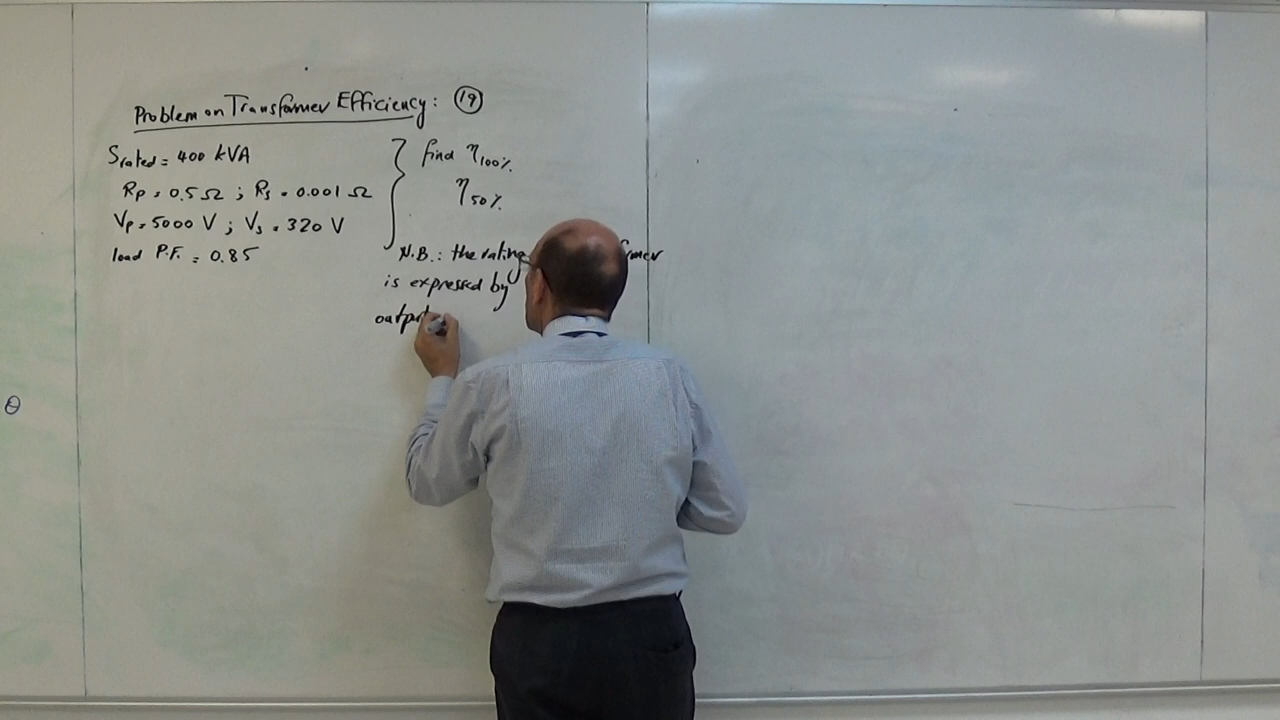 Problem on Transformer Efficiency: 19
Srated = 400 kVA
Rp = 0.5 Ω ; Rs = 0.001 Ω
Vp = 5000 V ; Vs = 320 V
load P.F. = 0.85
find η100%
η50%
N.B.: the rating
is expressed by
θ